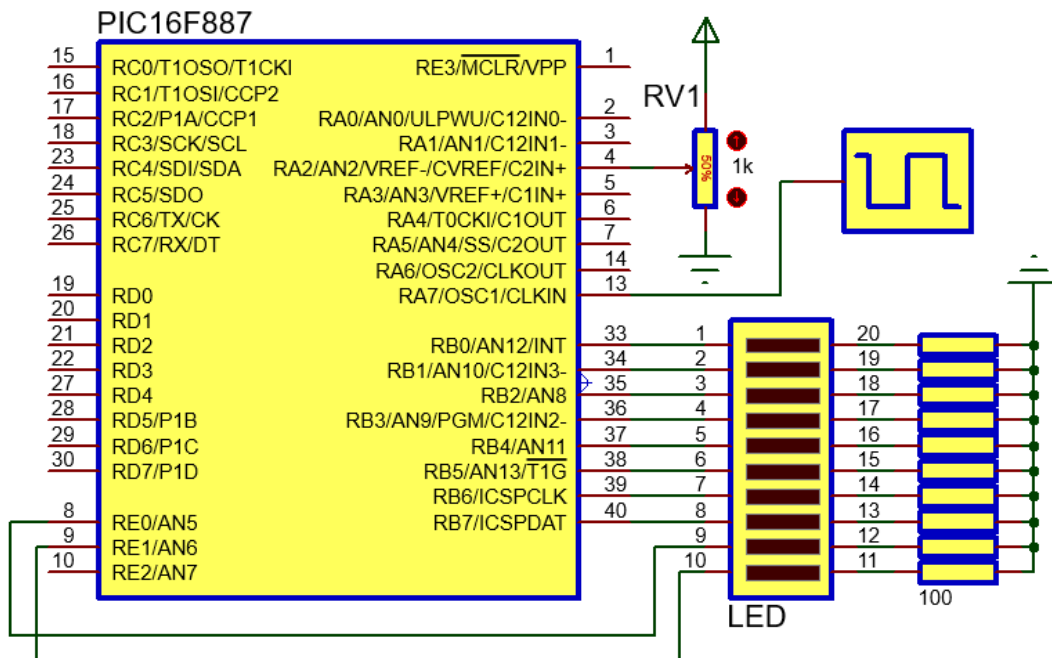 PIC16F887
15 RC0/T1OSO/T1CKI RE3/MCLR/VPP 1
16 RC1/T1OSI/CCP2
17 RC2/P1A/CCP1 RA0/AN0/ULPWU/C12IN0- 2
18 RC3/SCK/SCL RA1/AN1/C12IN1- 3
23 RC4/SDI/SDA RA2/AN2/VREF-/CVREF/C2IN+ 4
24 RC5/SDO RA3/AN3/VREF+/C1IN+ 5
25 RC6/TX/CK RA4/T0CKI/C1OUT 6
26 RC7/RX/DT RA5/AN4/SS/C2OUT 7
RA6/OSC2/CLKOUT 14
19 RD0 RA7/OSC1/CLKIN 13
20 RD1
21 RD2 RB0/AN12/INT 33
22 RD3 RB1/AN10/C12IN3- 34
27 RD4 RB2/AN8 35
28 RD5/P1B RB3/AN9/PGM/C12IN2- 36
29 RD6/P1C RB4/AN11 37
30 RD7/P1D RB5/AN13/T1G 38
RB6/ICSPCLK 39
8 RE0/AN5 RB7/ICSPDAT 40
9 RE1/AN6
10 RE2/AN7
RV1
50%
1k
1 20
2 19
3 18
4 17
5 16
6 15
7 14
8 13
9 12
10 11
LED
100